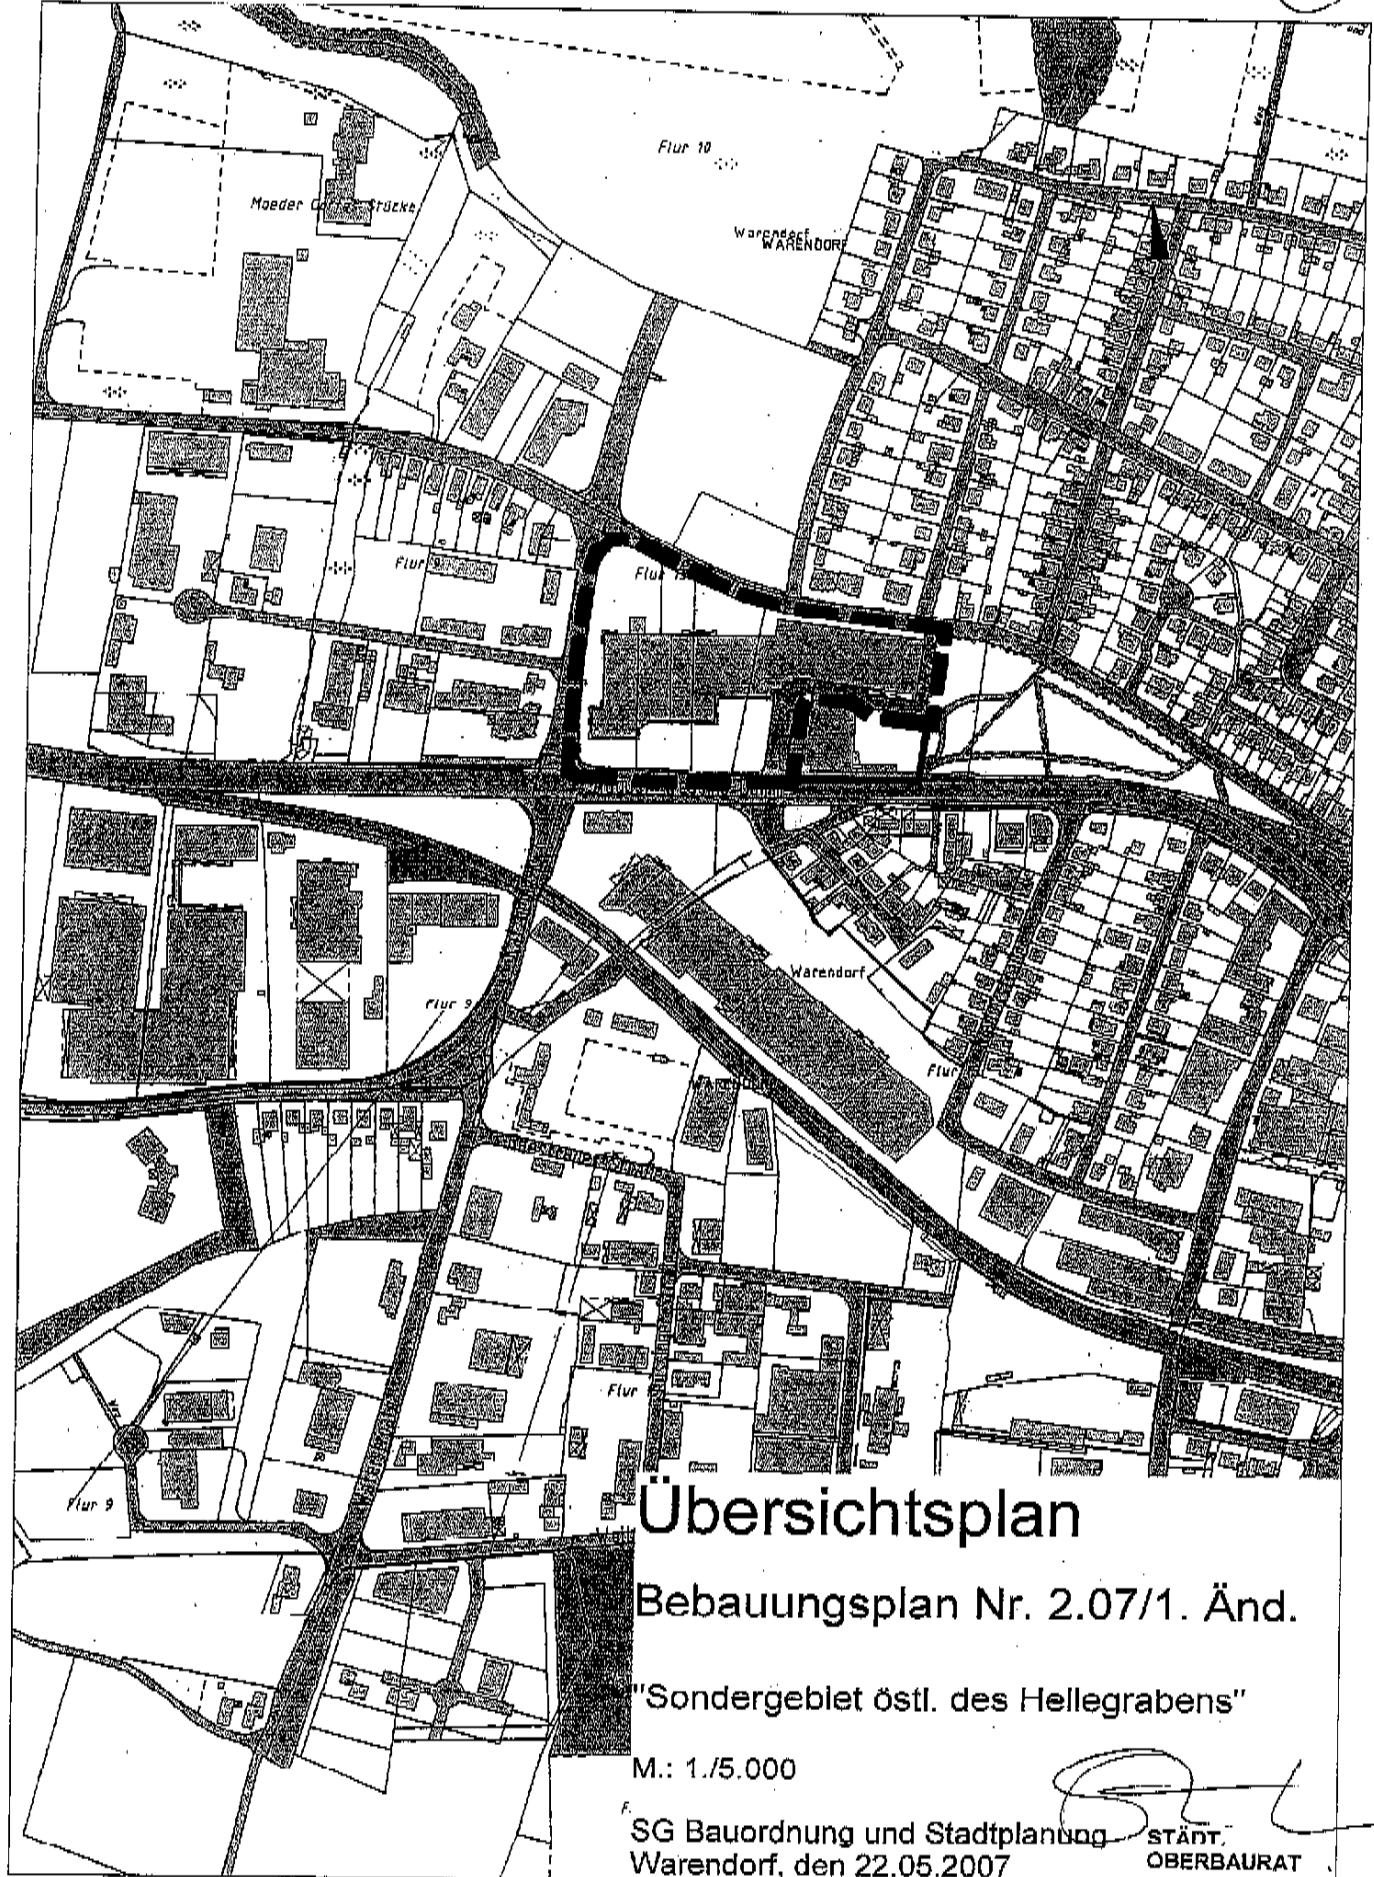 Flur 10
Moeder
Stücke
Warendorf
WARENDORF
Flur
Flur
Warendorf
Flur 9
Flur
Flur
Flur 9
Übersichtsplan
Bebauungsplan Nr. 2.07/1. Änd.
"Sondergebiet östl. des Hellegrabens"
M.: 1./5.000
F.
SG Bauordnung und Stadtplanung
Warendorf, den 22.05.2007
STÄDT.
OBERBAURAT